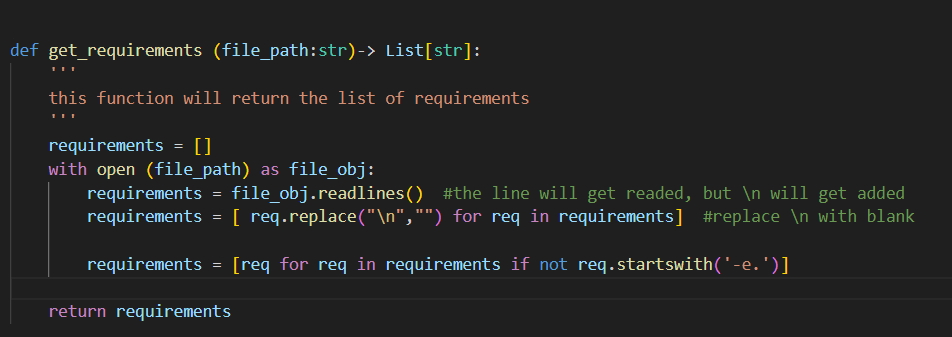 def get_requirements (file_path:str)-> List[str]:
'''
this function will return the list of requirements
'''
requirements = []
with open (file_path) as file_obj:
requirements = file_obj.readlines()  #the line will get readed, but \n will get added
requirements = [ req.replace("\n","") for req in requirements]  #replace \n with blank
requirements = [req for req in requirements if not req.startswith('-e.')]
return requirements